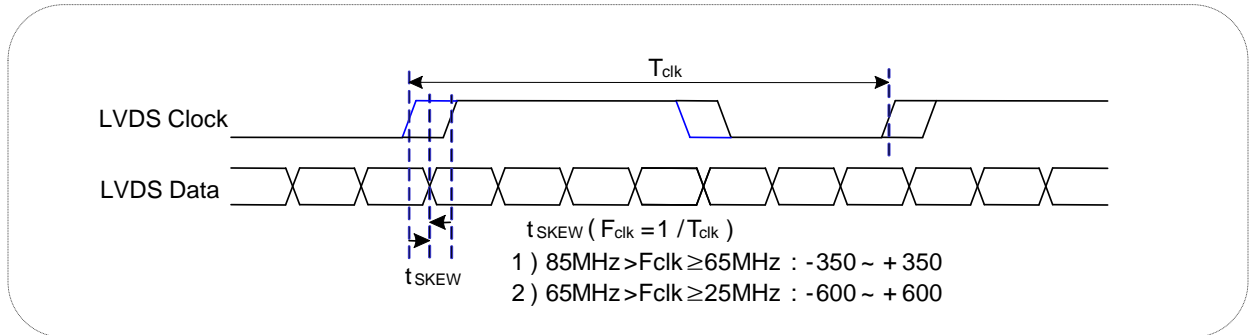 Tclk
LVDS Clock
LVDS Data
tSKEW ( Fclk = 1 / Tclk )
1 ) 85MHz > Fclk ≥ 65MHz : -350 ~ + 350
tSKEW
2 ) 65MHz > Fclk ≥ 25MHz : -600 ~ + 600